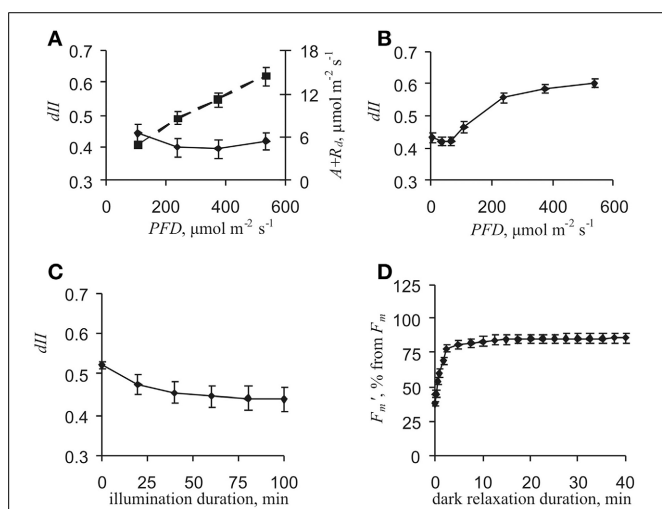 A
0.7
0.6
0.5
0.4
0.3
dII
18
12
6
0
A+Rd, µmol m-2 s-1
0 200 400 600
PFD, µmol m-2 s-1
B
0.7
0.6
0.5
0.4
0.3
dII
0 200 400 600
PFD, µmol m-2 s-1
C
0.7
0.6
0.5
0.4
0.3
dII
0 25 50 75 100
illumination duration, min
D
125
100
75
50
25
0
Fm', % from Fm
0 10 20 30 40
dark relaxation duration, min